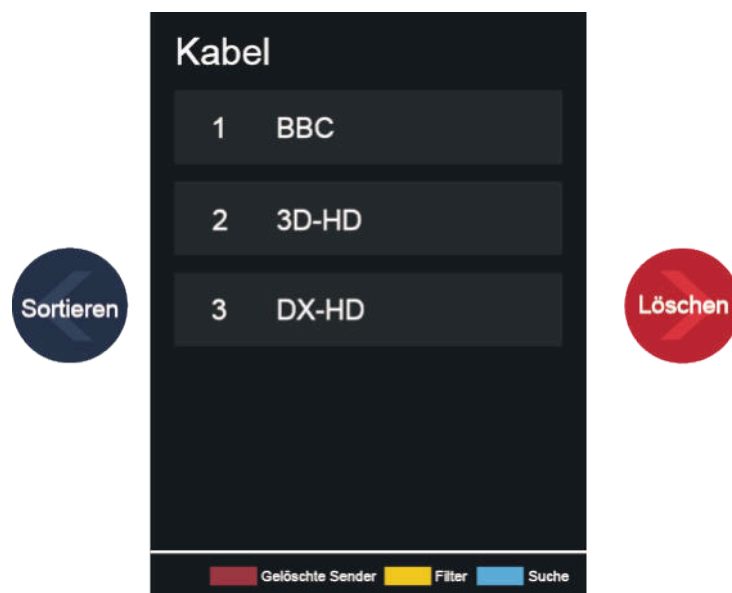 Kabel
1 BBC
2 3D-HD
3 DX-HD
Sortieren
Löschen
Gelöschte Sender Filter Suche